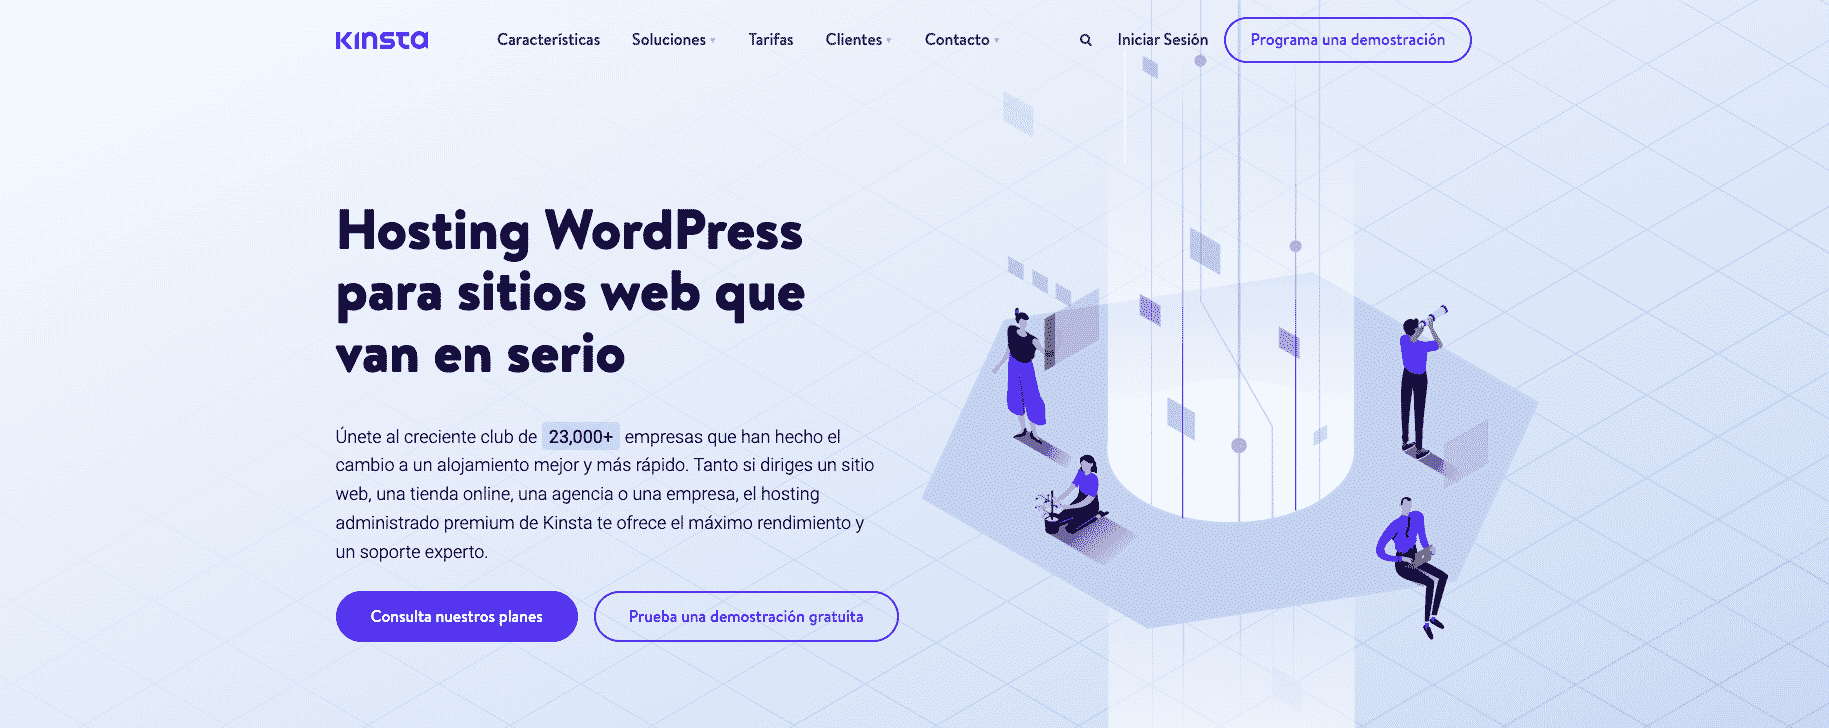 Kinsta Características Soluciones Tarifas Clientes Contacto Iniciar Sesión Programa una demostración
Hosting WordPress
para sitios web que
van en serio
Únete al creciente club de 23,000+ empresas que han hecho el
cambio a un alojamiento mejor y más rápido. Tanto si diriges un sitio
web, una tienda online, una agencia o una empresa, el hosting
administrado premium de Kinsta te ofrece el máximo rendimiento y
un soporte experto.
Consulta nuestros planes Prueba una demostración gratuita